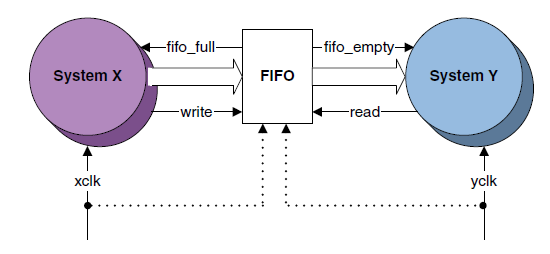 fifo_full
fifo_empty
System X
FIFO
System Y
write
read
xclk
yclk